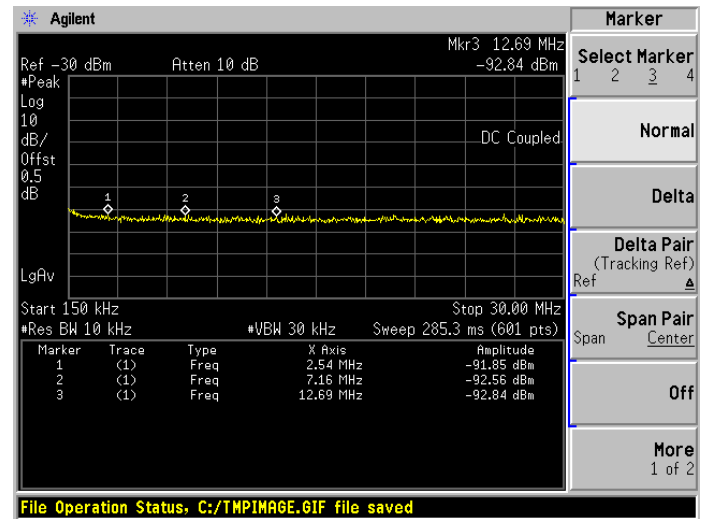 Agilent
Mkr3 12.69 MHz
Ref -30 dBm Atten 10 dB -92.84 dBm
#Peak
Log
10
dB/
Offst
0.5
dB
DC Coupled
1 2 3
LgAv
Start 150 kHz Stop 30.00 MHz
#Res BW 10 kHz #VBW 30 kHz Sweep 285.3 ms (601 pts)
Marker Trace Type X Axis Amplitude
1 (1) Freq 2.54 MHz -91.85 dBm
2 (1) Freq 7.16 MHz -92.56 dBm
3 (1) Freq 12.69 MHz -92.84 dBm
File Operation Status, C:/TMPIMAGE.GIF file saved
Marker
Select Marker
1 2 3 4
Normal
Delta
Delta Pair
(Tracking Ref)
Ref Δ
Span Pair
Span Center
Off
More
1 of 2